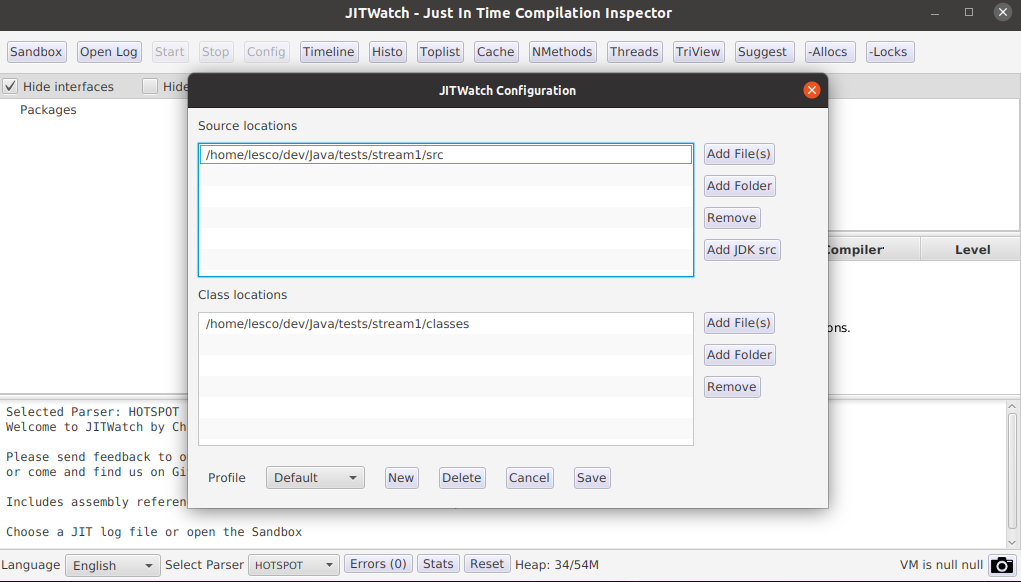 JITWatch - Just In Time Compilation Inspector
Sandbox Open Log Start Stop Config Timeline Histo Toplist Cache NMethods Threads TriView Suggest -Allocs -Locks
Hide interfaces Hide
JITWatch Configuration
Packages
Source locations
/home/lesco/dev/Java/tests/stream1/src
Add File(s)
Add Folder
Remove
Add JDK src
Compiler Level
Class locations
/home/lesco/dev/Java/tests/stream1/classes
Add File(s)
ons.
Add Folder
Remove
Selected Parser: HOTSPOT
Welcome to JITWatch by Ch
Please send feedback to
or come and find us on Gi
Profile Default New Delete Cancel Save
Includes assembly referen
Choose a JIT log file or open the Sandbox
Language English Select Parser HOTSPOT Errors (0) Stats Reset Heap: 34/54M VM is null null